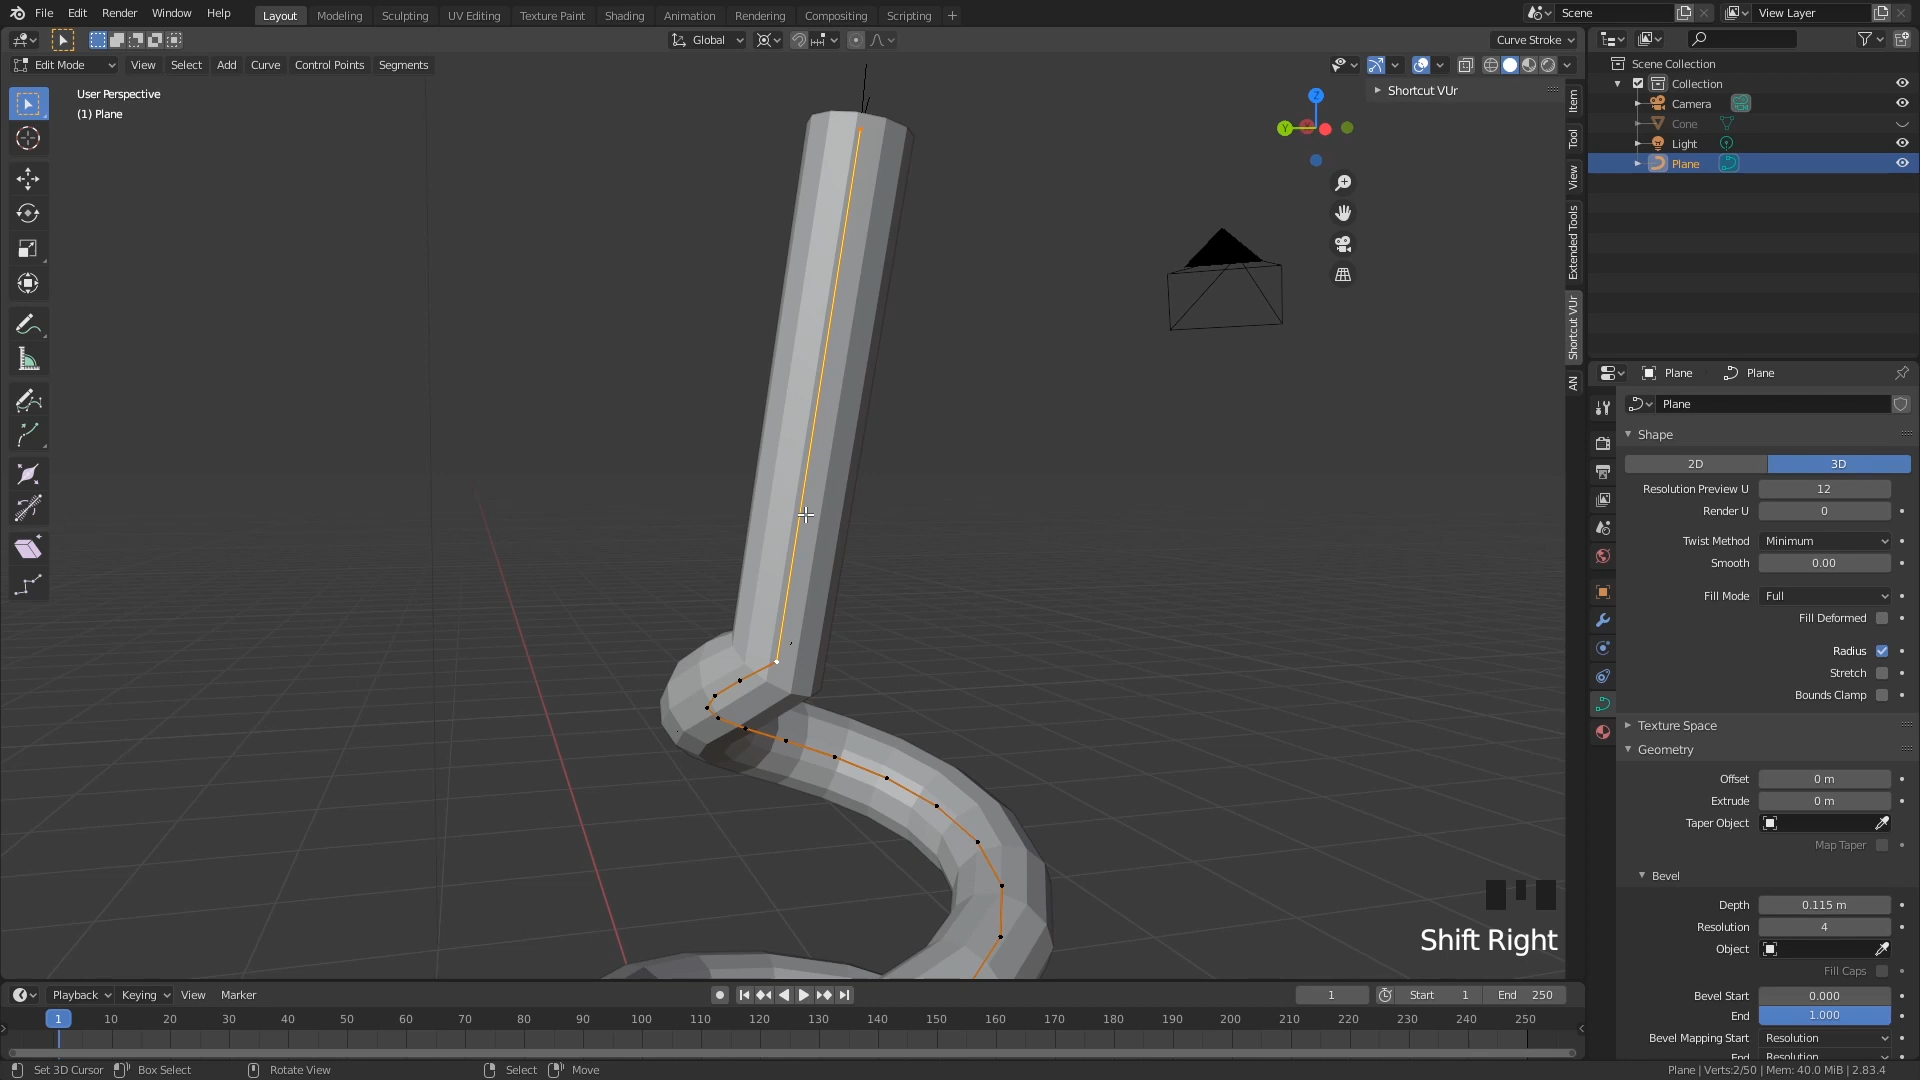 File Edit Render Window Help Layout Modeling Sculpting UV Editing Texture Paint Shading Animation Rendering Compositing Scripting + Scene View Layer
Global Curve Stroke
Edit Mode View Select Add Curve Control Points Segments
User Perspective
(1) Plane
Shortcut VUr
Z
Y
Item
Tool
View
Extended Tools
Shortcut VUr
AN
Scene Collection
Collection
Camera
Cone
Light
Plane
Plane Plane
Plane
Shape
2D 3D
Resolution Preview U 12
Render U 0
Twist Method Minimum
Smooth 0.00
Fill Mode Full
Fill Deformed
Radius
Stretch
Bounds Clamp
Texture Space
Geometry
Offset 0 m
Extrude 0 m
Taper Object
Map Taper
Bevel
Depth 0.115 m
Resolution 4
Object
Fill Caps
Bevel Start 0.000
End 1.000
Bevel Mapping Start Resolution
End Resolution
Shift Right
Playback Keying View Marker 1 Start 1 End 250
1 10 20 30 40 50 60 70 80 90 100 110 120 130 140 150 160 170 180 190 200 210 220 230 240 250
Set 3D Cursor Box Select Rotate View Select Move Plane | Verts:2/50 | Mem: 40.0 MiB | 2.83.4